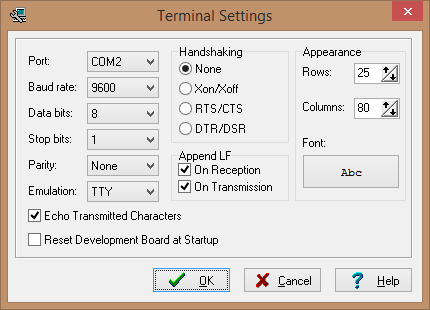 Terminal Settings
Port: COM2
Baud rate: 9600
Data bits: 8
Stop bits: 1
Parity: None
Emulation: TTY
Echo Transmitted Characters
Reset Development Board at Startup
Handshaking
None
Xon/Xoff
RTS/CTS
DTR/DSR
Append LF
On Reception
On Transmission
Appearance
Rows: 25
Columns: 80
Font:
Abc
OK
Cancel
? Help